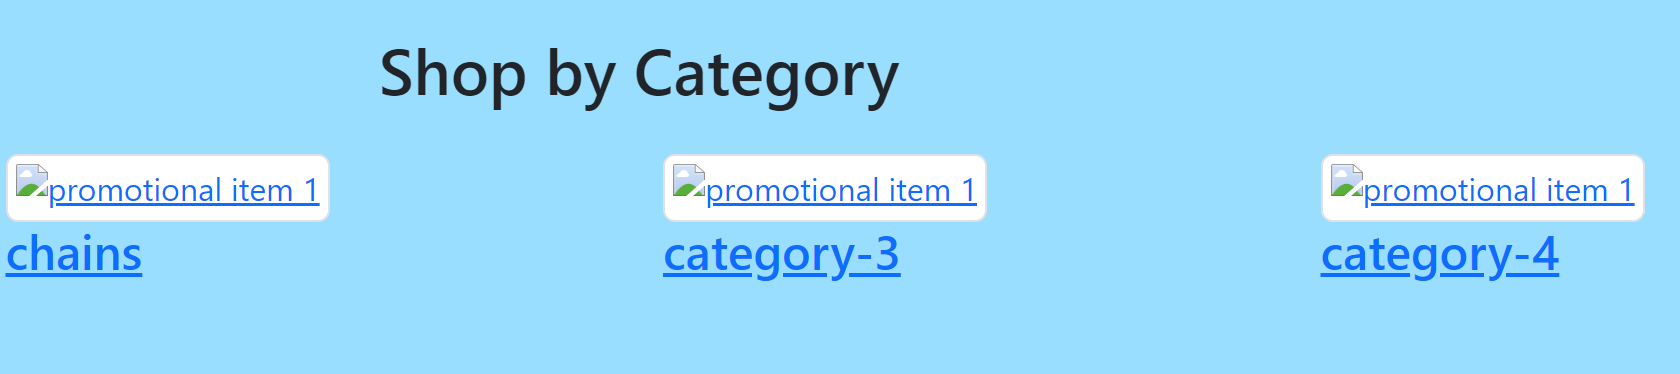 Shop by Category
promotional item 1 promotional item 1 promotional item 1
chains category-3 category-4